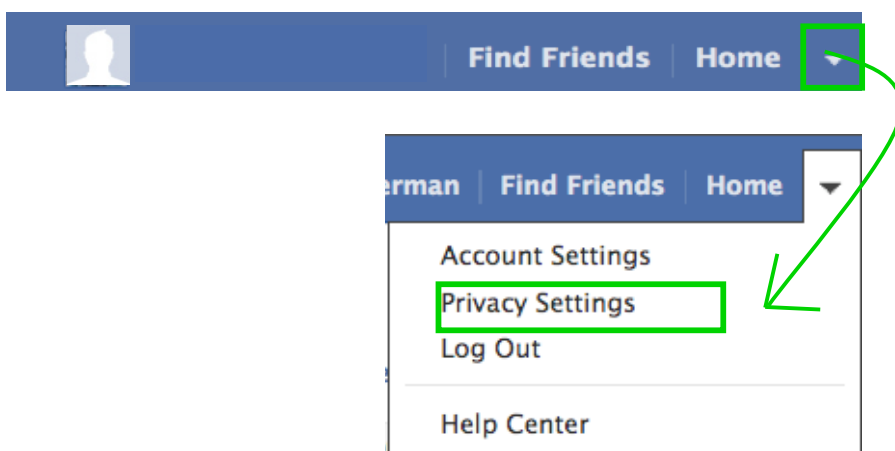 Find Friends Home
erman Find Friends Home
Account Settings
Privacy Settings
Log Out
Help Center